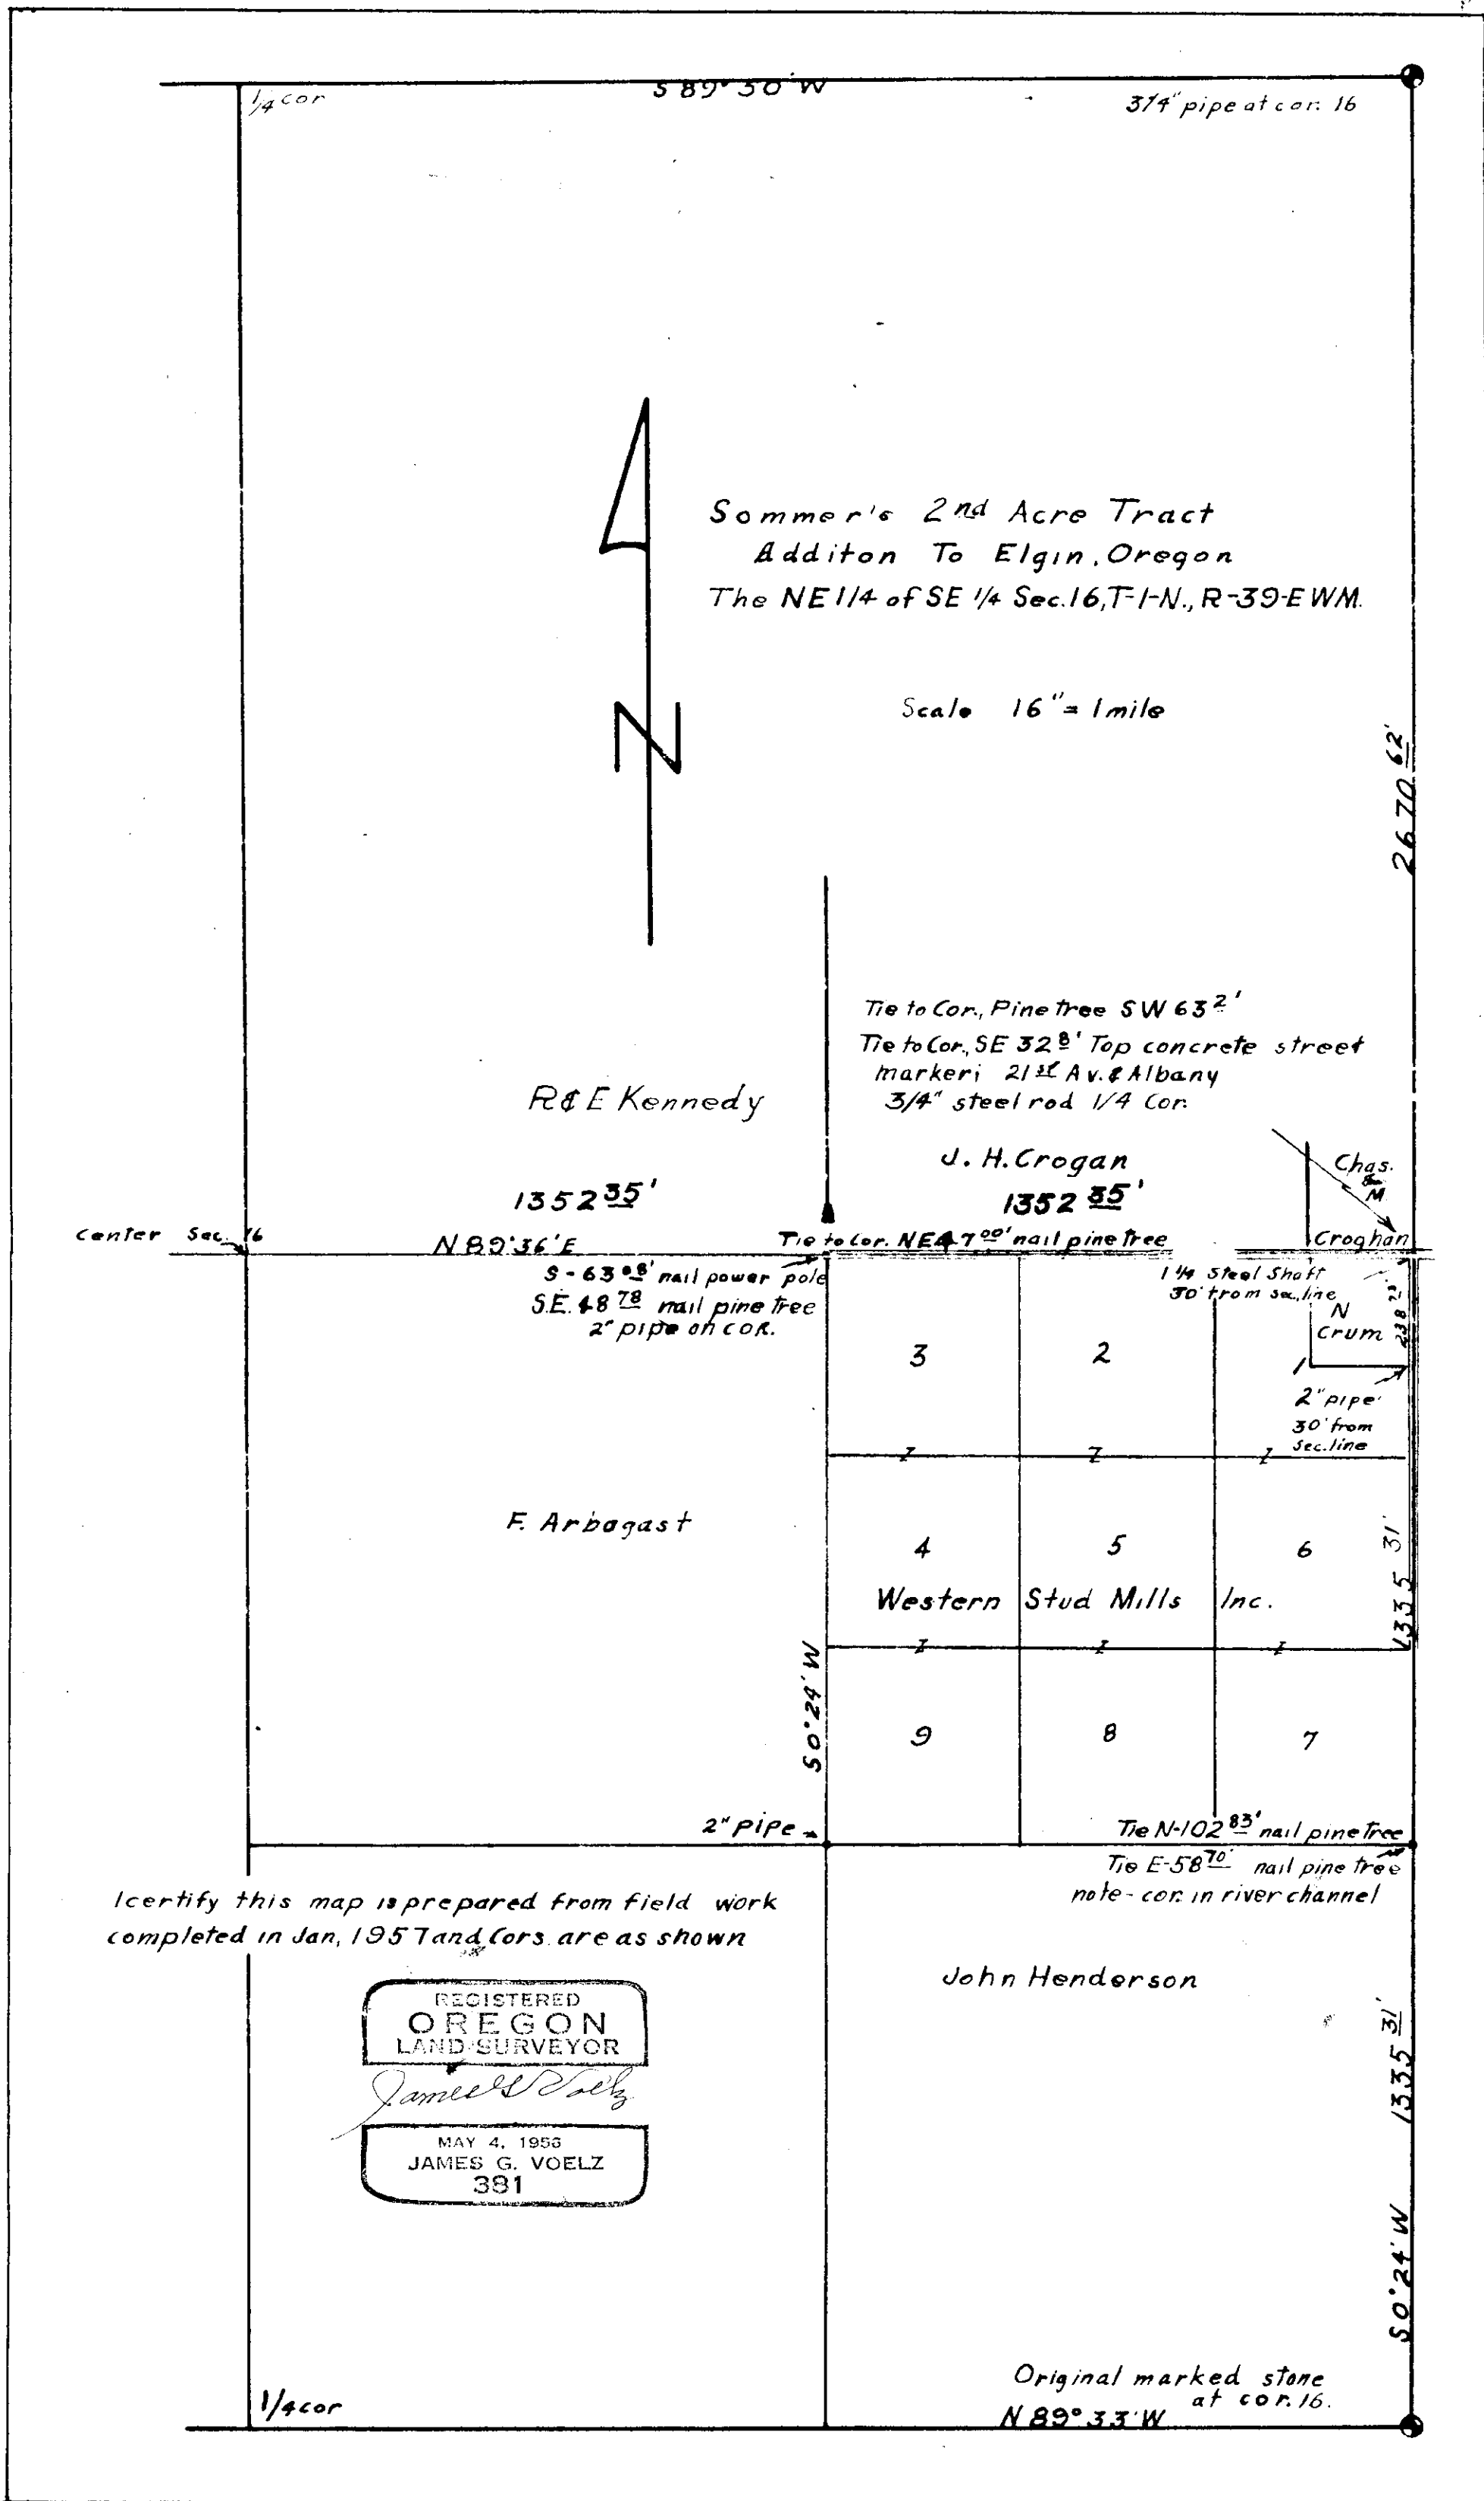 S 89° 50' W
1/4 cor
3/4" pipe at cor. 16
Sommer's 2nd Acre Tract
Additon To Elgin, Oregon
The NE 1/4 of SE 1/4 Sec. 16, T-1-N., R-39-E WM.
Scale 16" = 1 mile
N
2670 62'
Tie to Cor., Pine tree SW 63 2'
Tie to Cor., SE 32 8' Top concrete street
marker; 21st Av. & Albany
3/4" steel rod 1/4 Cor.
R & E Kennedy
J. H. Crogan
Chas.
&
M
Croghan
1352 35'
1352 35'
Center Sec. 16
N 89° 36' E
Tie to Cor. NE 47 00' nail pine tree
S - 63 08' nail power pole
S.E. 48 78 nail pine tree
2" pipe on COR.
1 1/4 Steel Shaft
30' from sec. line
N
Crum
238 23'
3
2
1
2" pipe
30' from
Sec. line
F. Arbogast
4
5
6
1335 31'
Western Stud Mills Inc.
S 0° 24' W
9
8
7
2" pipe
Tie N-102 83' nail pine tree
Tie E-58 70' nail pine tree
note - cor. in river channel
I certify this map is prepared from field work
completed in Jan, 1957 and Cors. are as shown
John Henderson
REGISTERED
OREGON
LAND SURVEYOR
James G Voelz
MAY 4, 1956
JAMES G. VOELZ
381
1335 31'
S 0° 24' W
Original marked stone
at cor. 16.
1/4 cor
N 89° 33' W